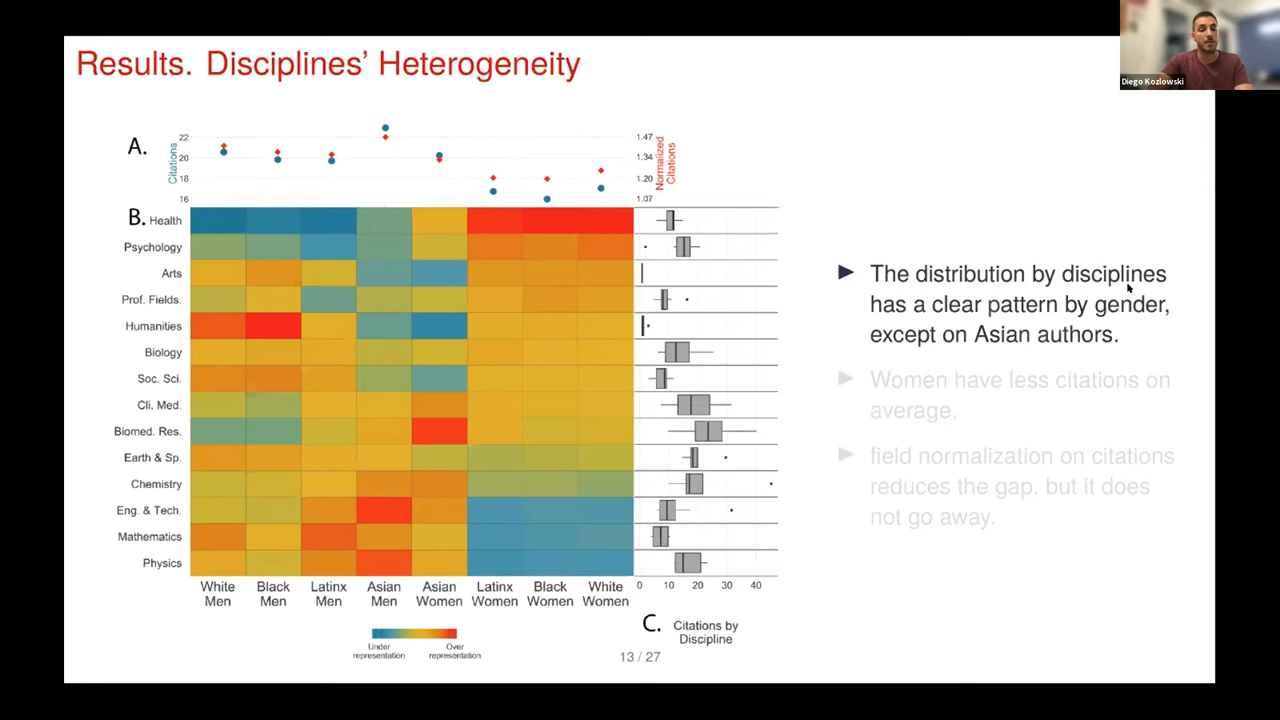 Results. Disciplines' Heterogeneity
Diego Kozlowski
A.
Citations
22
20
18
16
1.47
1.34
1.20
1.07
Normalized
Citations
B.
Health
Psychology
Arts
Prof. Fields.
Humanities
Biology
Soc. Sci.
Cli. Med.
Biomed. Res.
Earth & Sp.
Chemistry
Eng. & Tech.
Mathematics
Physics
White
Men
Black
Men
Latinx
Men
Asian
Men
Asian
Women
Latinx
Women
Black
Women
White
Women
0 10 20 30 40
Under
representation
Over
representation
C.
Citations by
Discipline
13 / 27
The distribution by disciplines
has a clear pattern by gender,
except on Asian authors.
Women have less citations on
average,
field normalization on citations
reduces the gap. but it does
not go away.